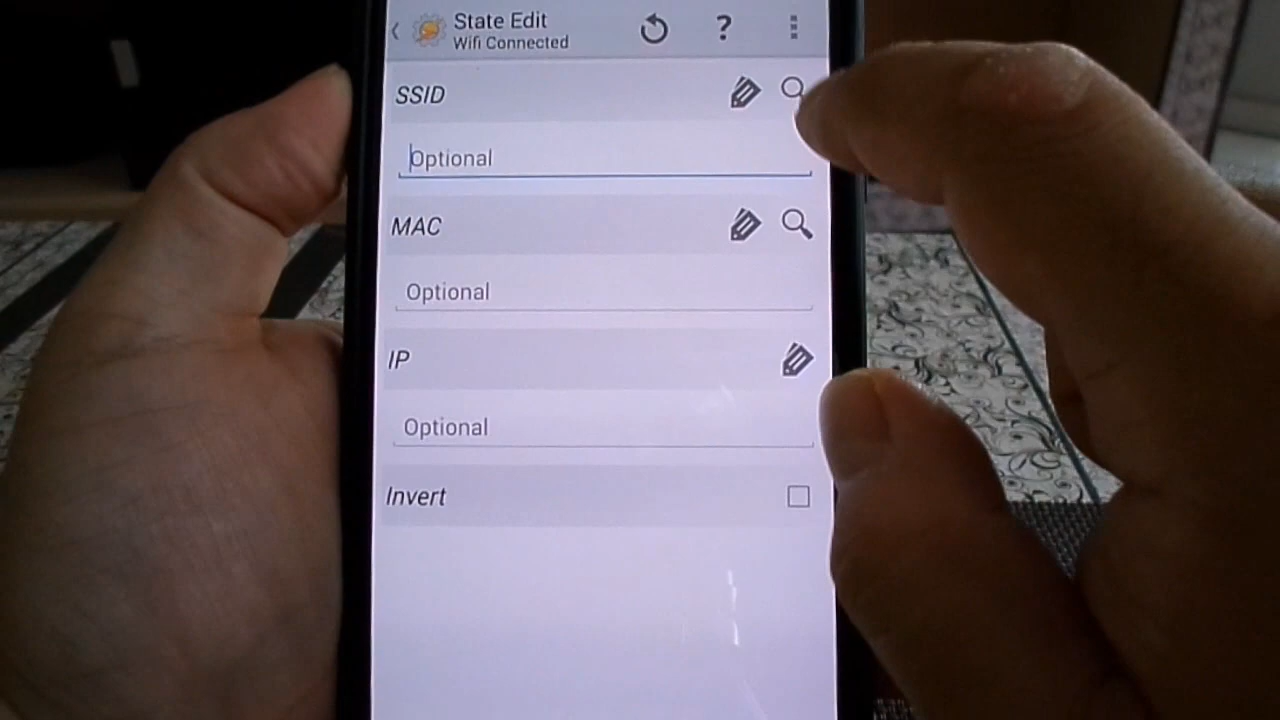 State Edit
Wifi Connected
?
SSID
Optional
MAC
Optional
IP
Optional
Invert